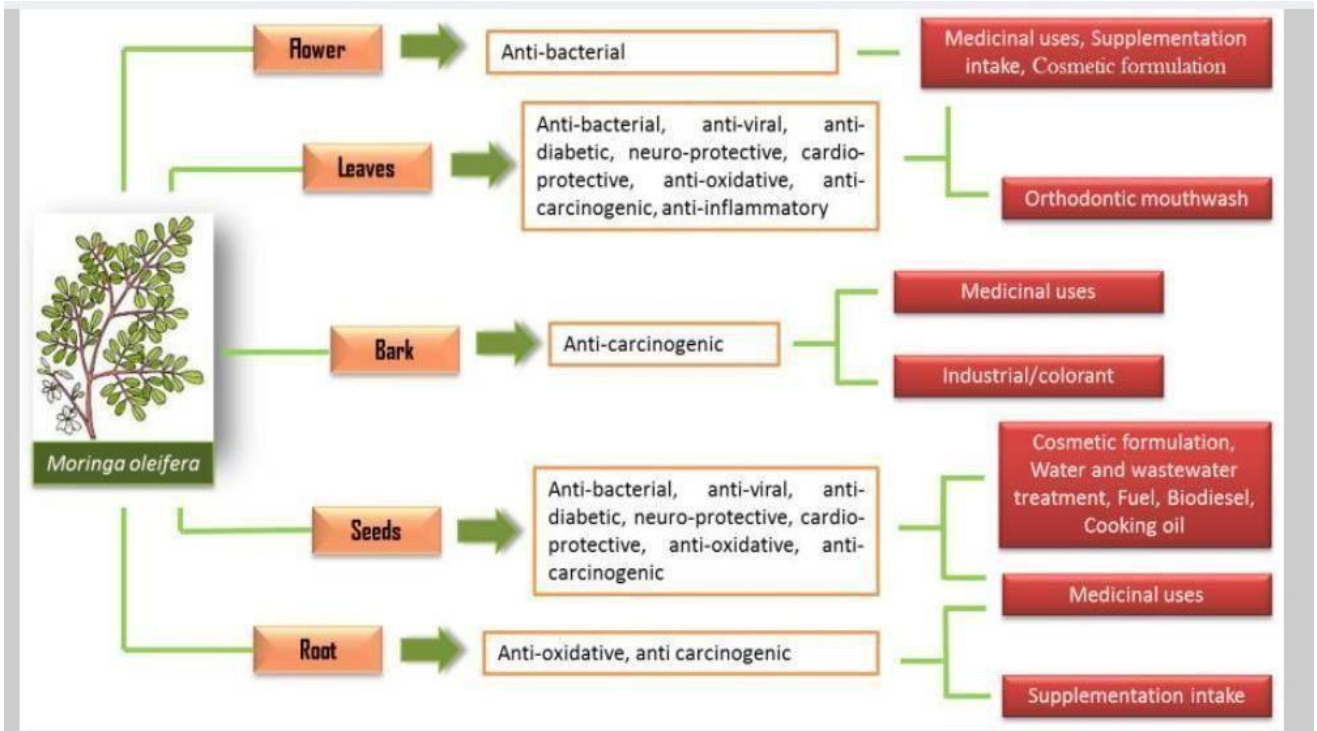 Flower
Anti-bacterial
Medicinal uses, Supplementation
intake, Cosmetic formulation
Leaves
Anti-bacterial, anti-viral, anti-
diabetic, neuro-protective, cardio-
protective, anti-oxidative, anti-
carcinogenic, anti-inflammatory
Orthodontic mouthwash
Bark
Anti-carcinogenic
Medicinal uses
Industrial/colorant
Moringa oleifera
Seeds
Anti-bacterial, anti-viral, anti-
diabetic, neuro-protective, cardio-
protective, anti-oxidative, anti-
carcinogenic
Cosmetic formulation,
Water and wastewater
treatment, Fuel, Biodiesel,
Cooking oil
Medicinal uses
Root
Anti-oxidative, anti carcinogenic
Supplementation intake